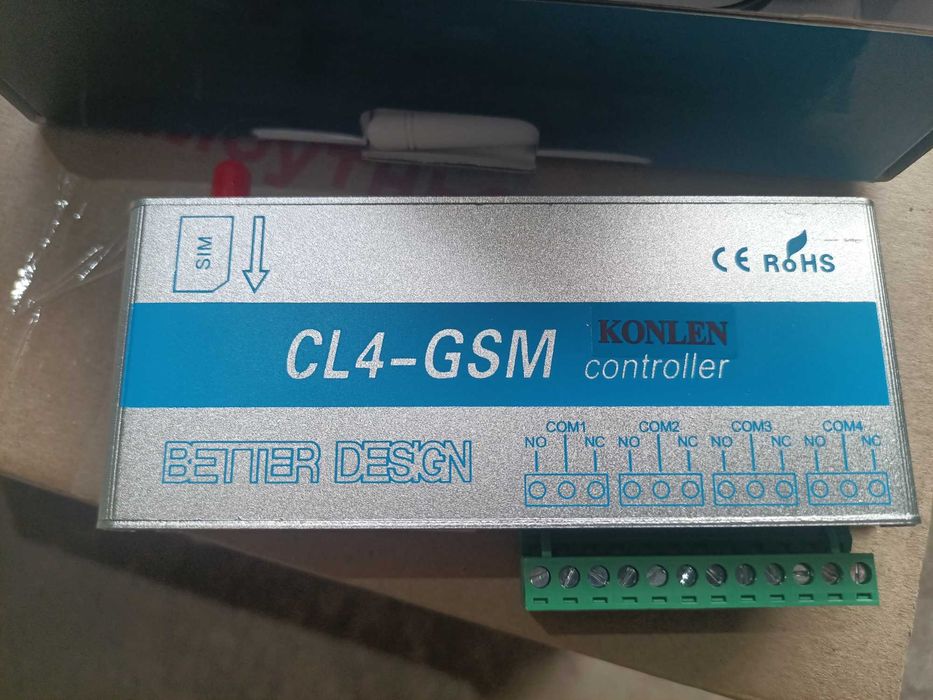 SIM
CE RoHS
KONLEN
CL4-GSM controller
BETTER DESIGN
COM1 COM2 COM3 COM4
NO NC NO NC NO NC NO NC